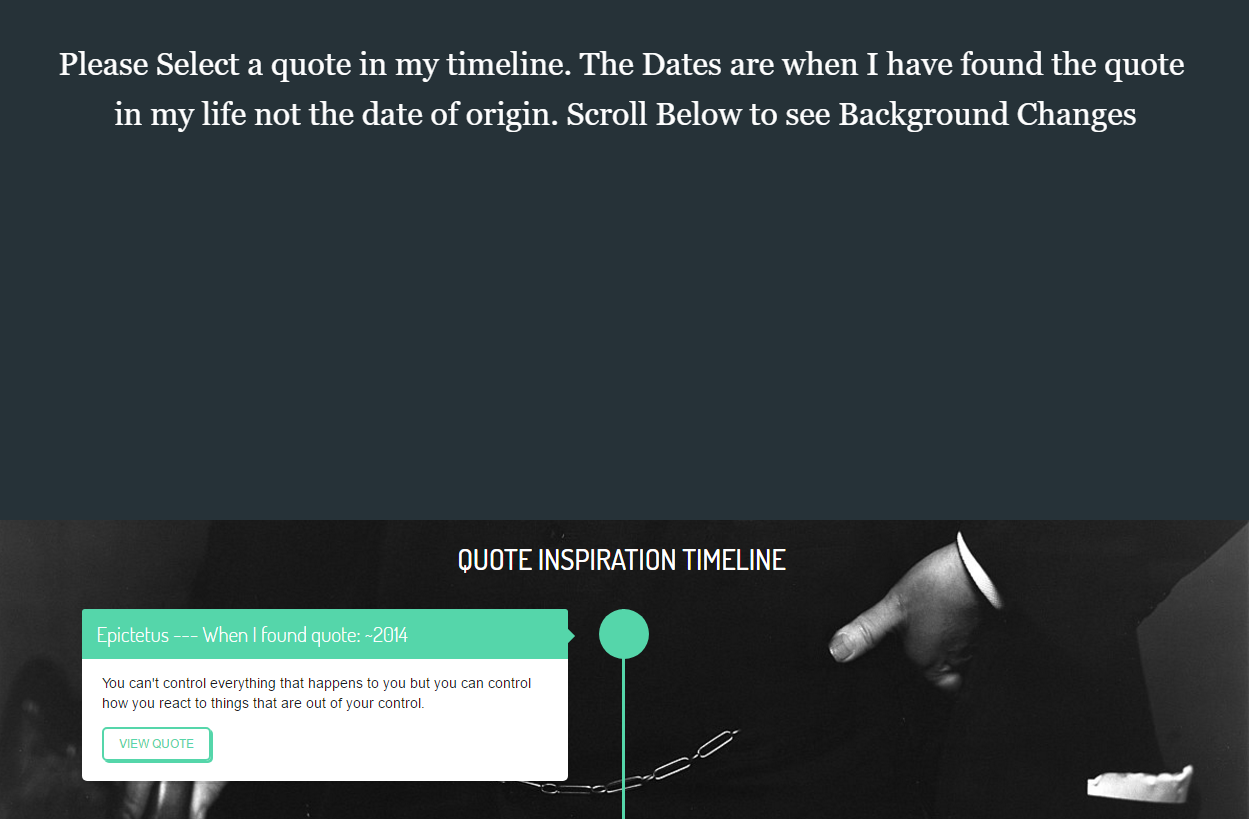 Please Select a quote in my timeline. The Dates are when I have found the quote
in my life not the date of origin. Scroll Below to see Background Changes
QUOTE INSPIRATION TIMELINE
Epictetus --- When I found quote: ~2014
You can't control everything that happens to you but you can control
how you react to things that are out of your control.
VIEW QUOTE